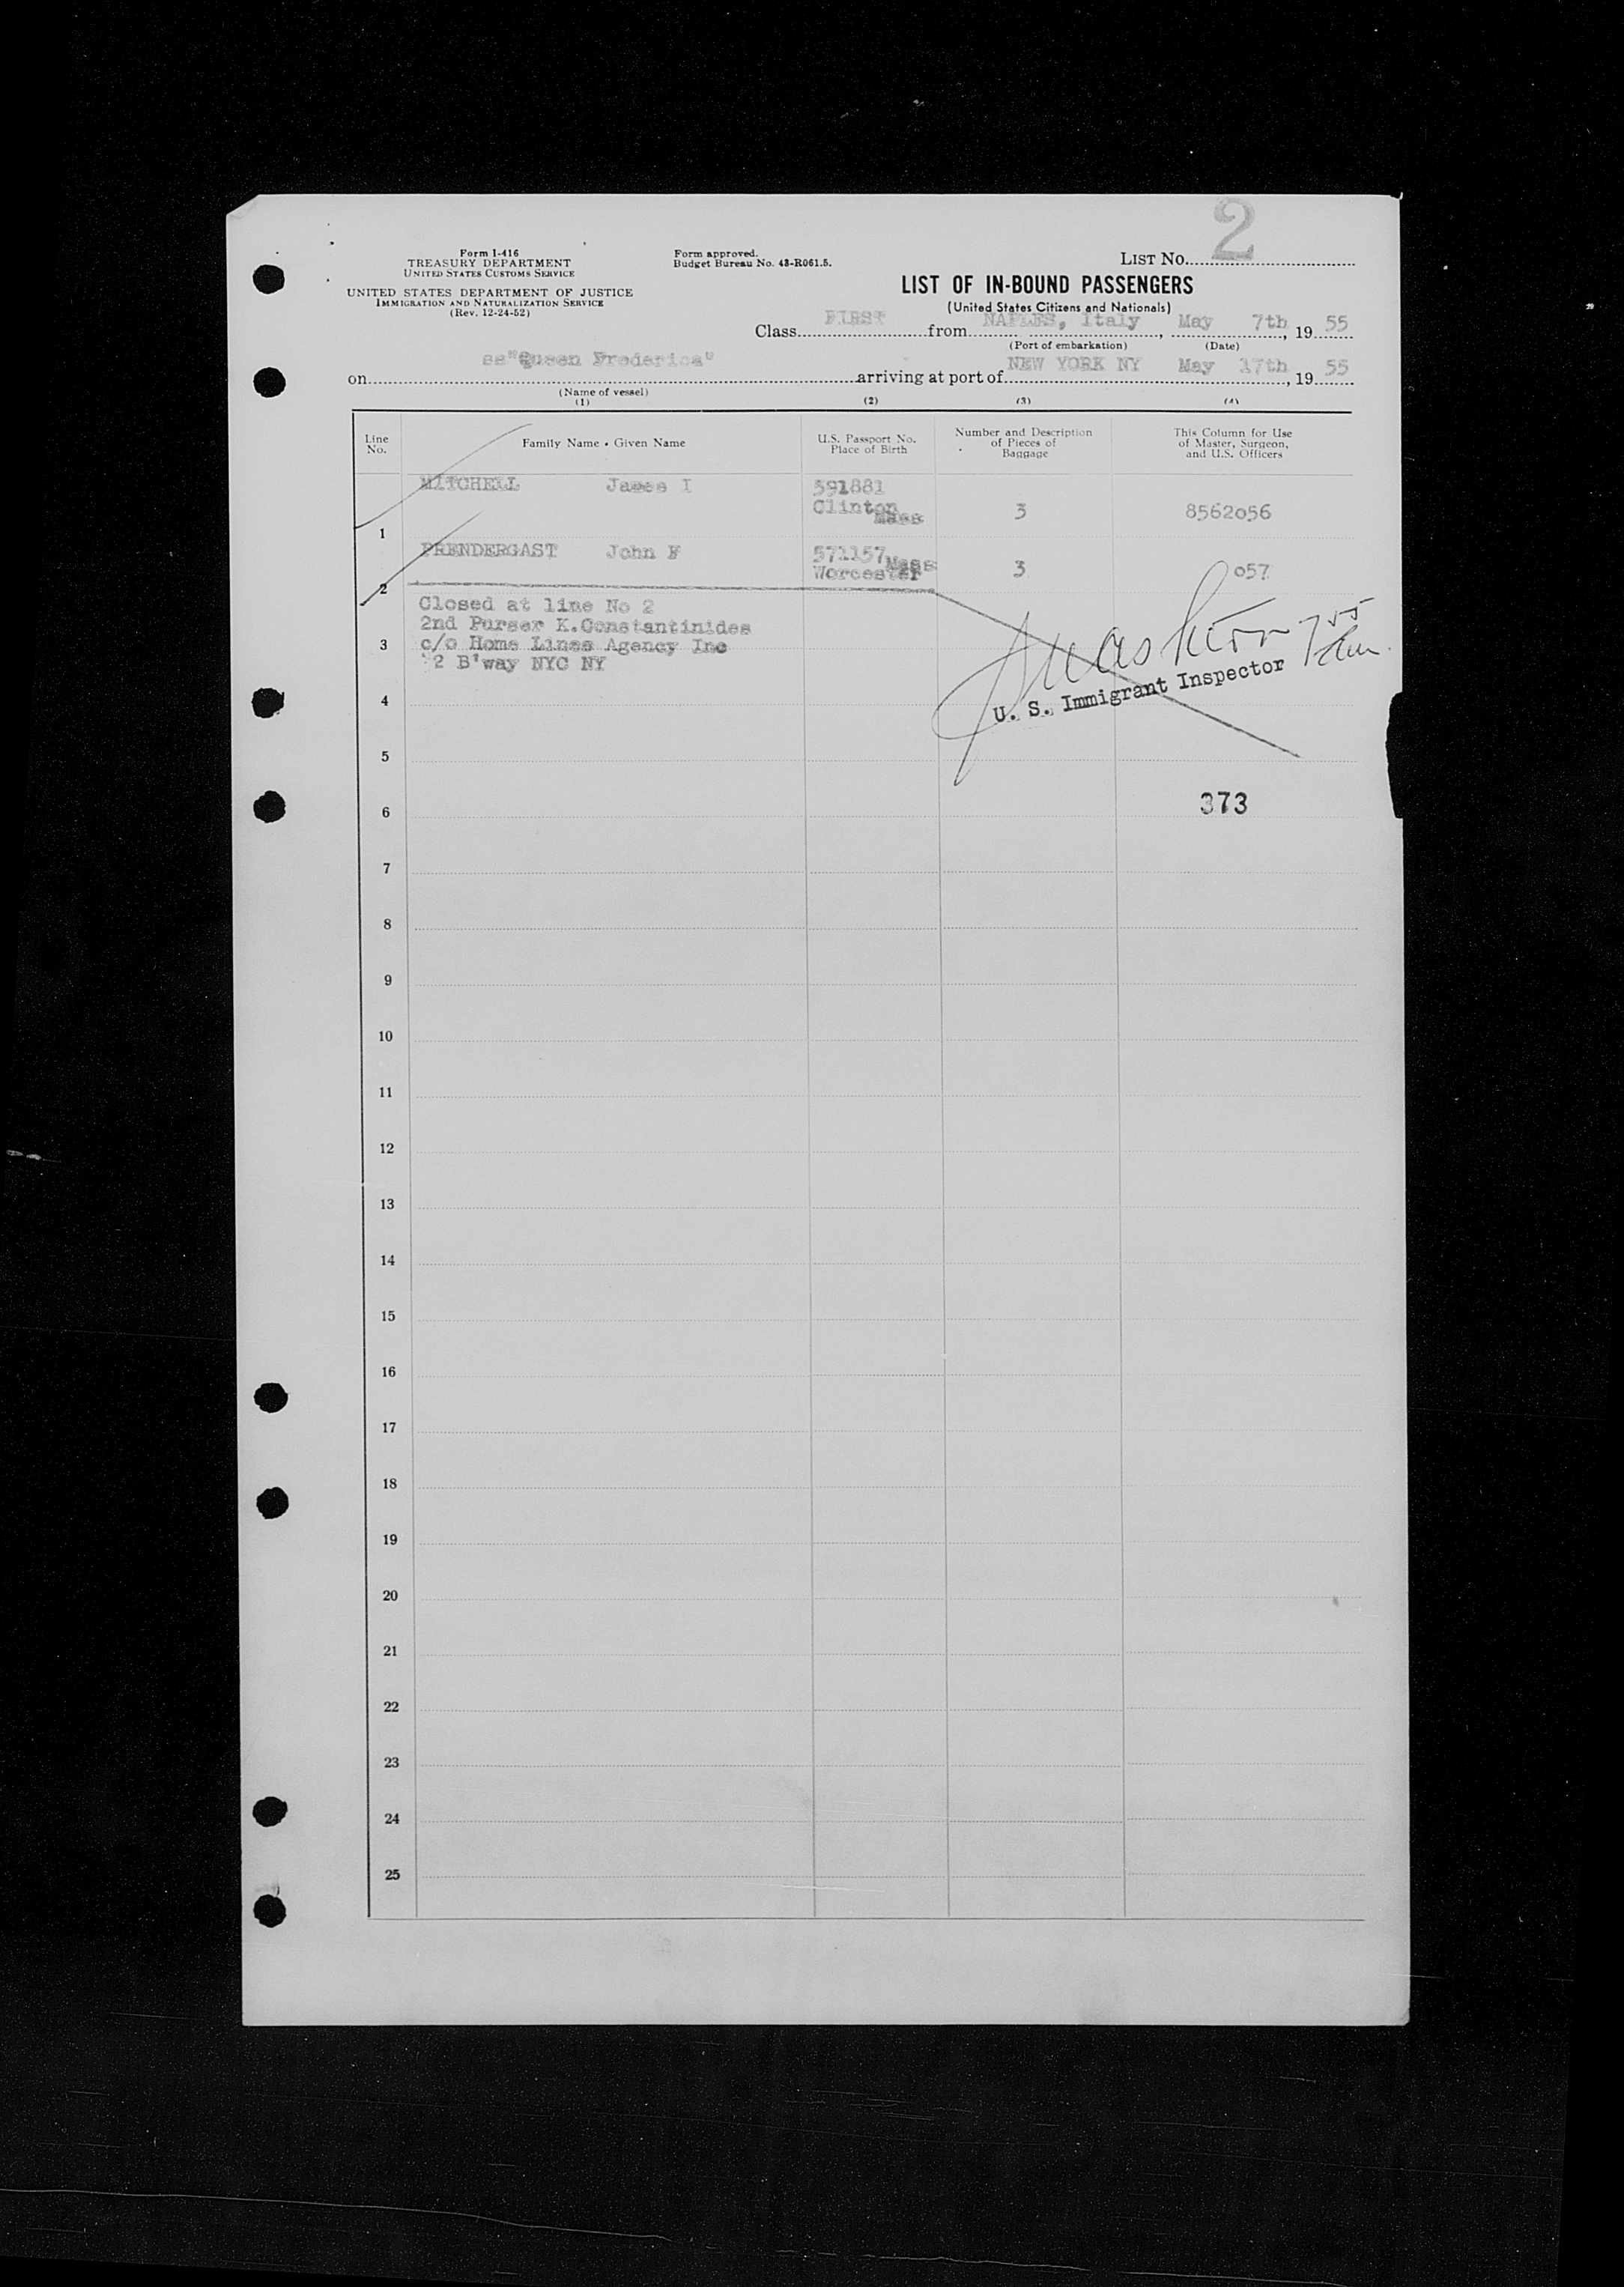 2
Form I-416
TREASURY DEPARTMENT
UNITED STATES CUSTOMS SERVICE
UNITED STATES DEPARTMENT OF JUSTICE
IMMIGRATION AND NATURALIZATION SERVICE
(Rev. 12-24-52)
Form approved.
Budget Bureau No. 43-R061.5.
LIST NO.
LIST OF IN-BOUND PASSENGERS
(United States Citizens and Nationals)
Class FIRST from NAPLES, Italy, May 7th, 19 55
(Port of embarkation) (Date)
on ss"Queen Frederica" arriving at port of NEW YORK NY May 17th, 19 55
(Name of vessel)
(1) (2) (3) (4)
Line No. Family Name • Given Name U.S. Passport No. Place of Birth Number and Description of Pieces of Baggage This Column for Use of Master, Surgeon, and U.S. Officers
MITCHELL James I 591881
Clinton Mass 3 8562056
1
PRENDERGAST John F 571157
Worcester Mass 3 057
2
Closed at line No 2
2nd Purser K.Constantinides
3 c/o Home Lines Agency Inc
42 B'way NYC NY
U. S. Immigrant Inspector
4
5
373
6
7
8
9
10
11
12
13
14
15
16
17
18
19
20
21
22
23
24
25